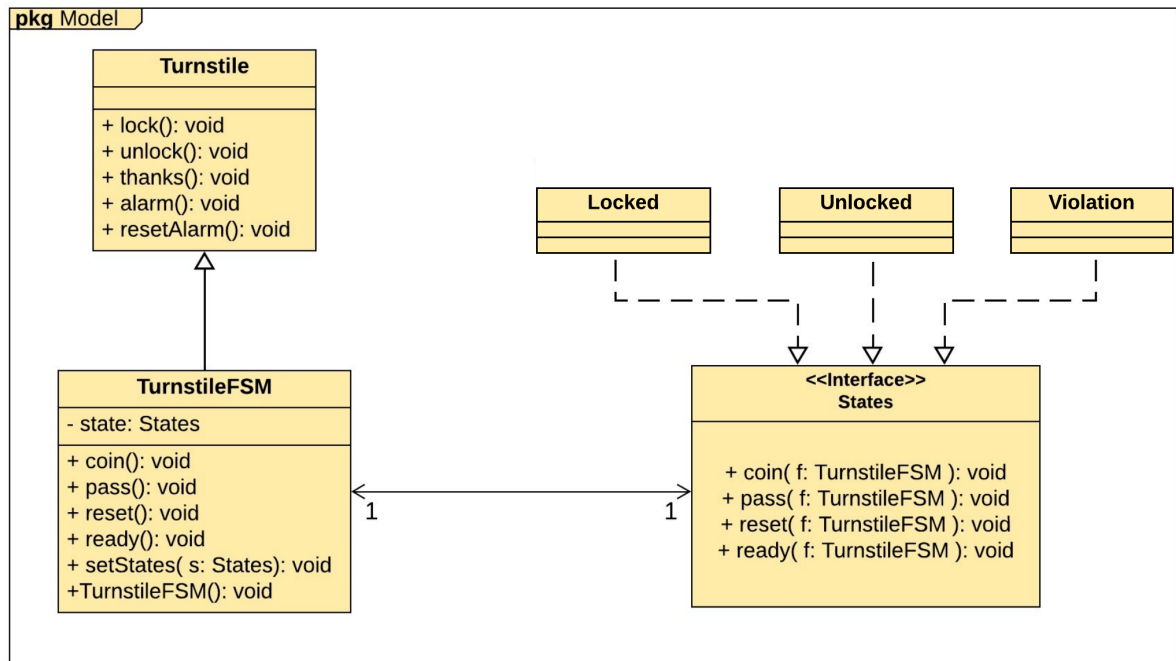 pkg Model
Turnstile
+ lock(): void
+ unlock(): void
+ thanks(): void
+ alarm(): void
+ resetAlarm(): void
Locked
Unlocked
Violation
TurnstileFSM
- state: States
+ coin(): void
+ pass(): void
+ reset(): void
+ ready(): void
+ setStates( s: States): void
+TurnstileFSM(): void
1
1
<<Interface>>
States
+ coin( f: TurnstileFSM ): void
+ pass( f: TurnstileFSM ): void
+ reset( f: TurnstileFSM ): void
+ ready( f: TurnstileFSM ): void